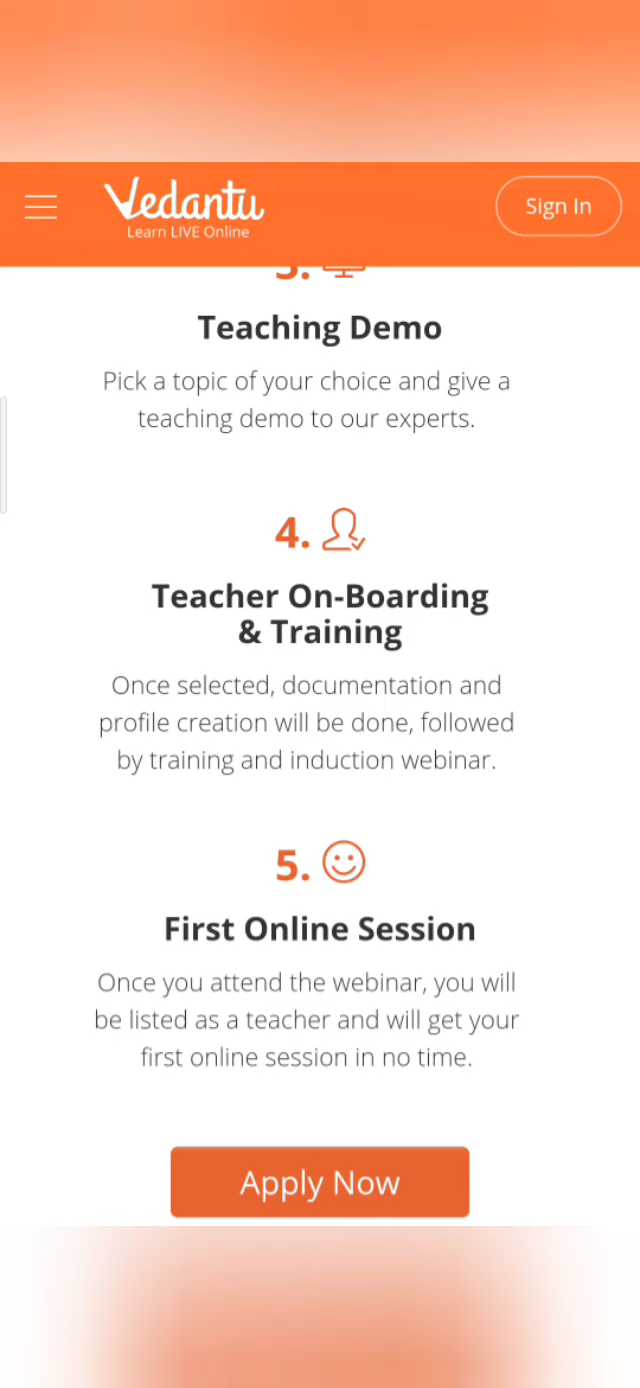 Vedantu
Learn LIVE Online
Sign In
3.
Teaching Demo
Pick a topic of your choice and give a
teaching demo to our experts.
4.
Teacher On-Boarding
& Training
Once selected, documentation and
profile creation will be done, followed
by training and induction webinar.
5.
First Online Session
Once you attend the webinar, you will
be listed as a teacher and will get your
first online session in no time.
Apply Now